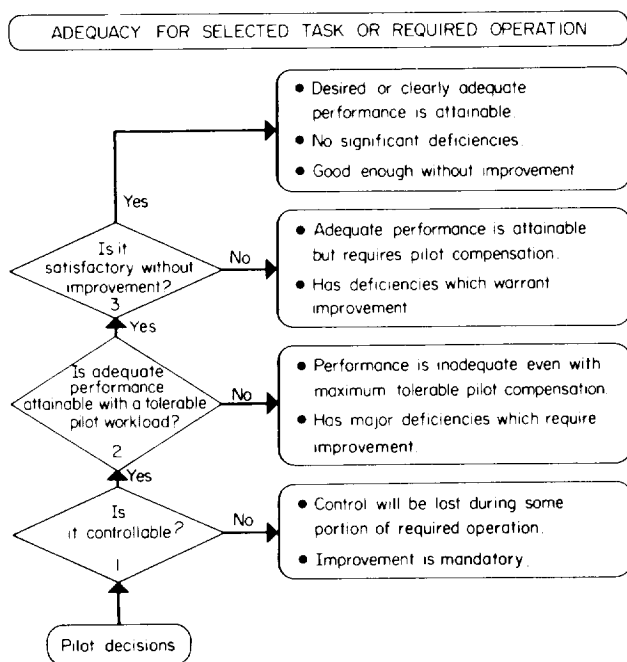 ADEQUACY FOR SELECTED TASK OR REQUIRED OPERATION
• Desired or clearly adequate
performance is attainable.
• No significant deficiencies.
• Good enough without improvement
Yes
Is it
satisfactory without
improvement?
3
No
• Adequate performance is attainable
but requires pilot compensation.
• Has deficiencies which warrant
improvement
Yes
Is adequate
performance
attainable with a tolerable
pilot workload?
2
No
• Performance is inadequate even with
maximum tolerable pilot compensation.
• Has major deficiencies which require
improvement.
Yes
Is
it controllable?
1
No
• Control will be lost during some
portion of required operation.
• Improvement is mandatory.
Pilot decisions